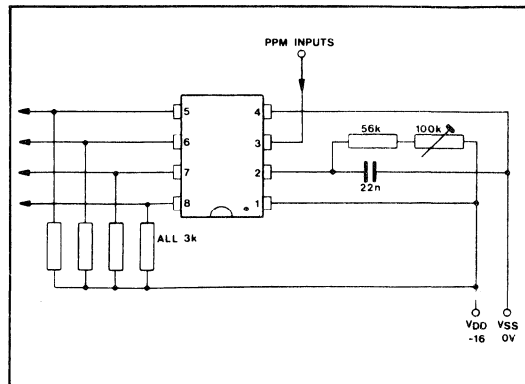 PPM INPUTS
5 4
6 3
7 2
8 1
56k 100k
22n
ALL 3k
VDD VSS
-16 0V